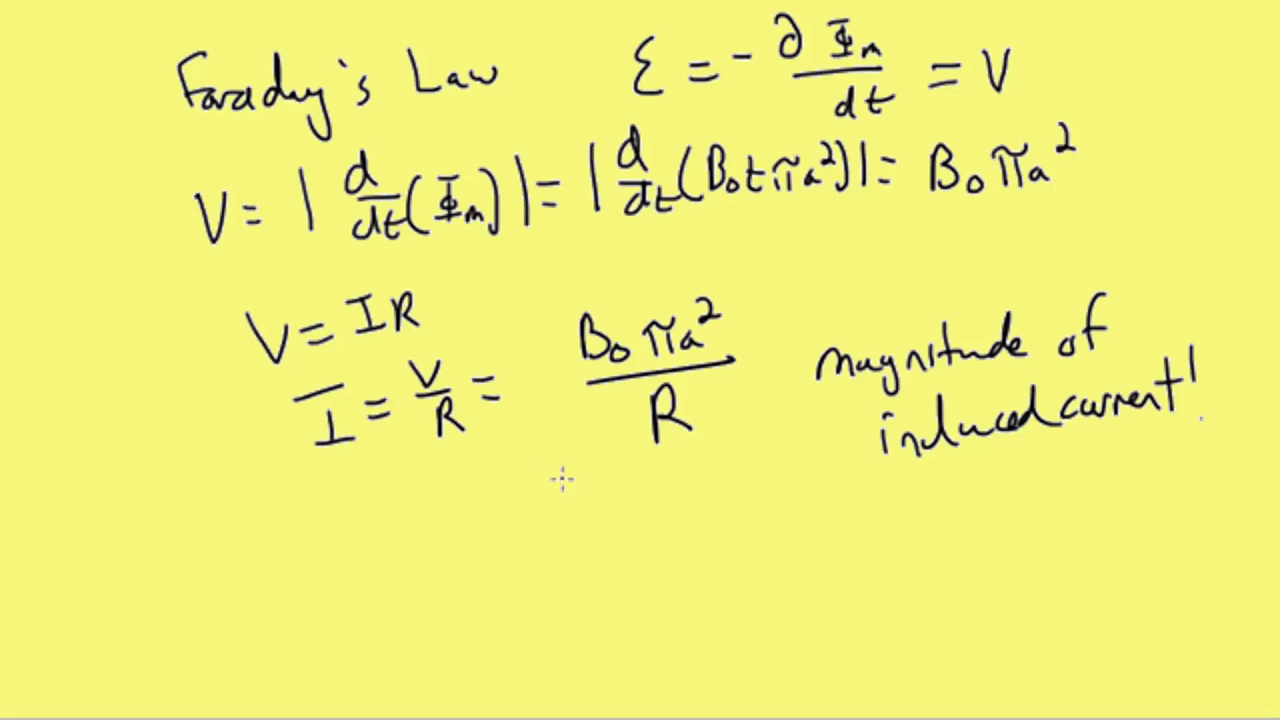 Faraday's Law ε = - ∂Φm/dt = V
V = | d/dt (Φm) | = | d/dt (B₀tπa²) | = B₀πa²
V = IR
I = V/R = B₀πa²/R magnitude of
induced current!